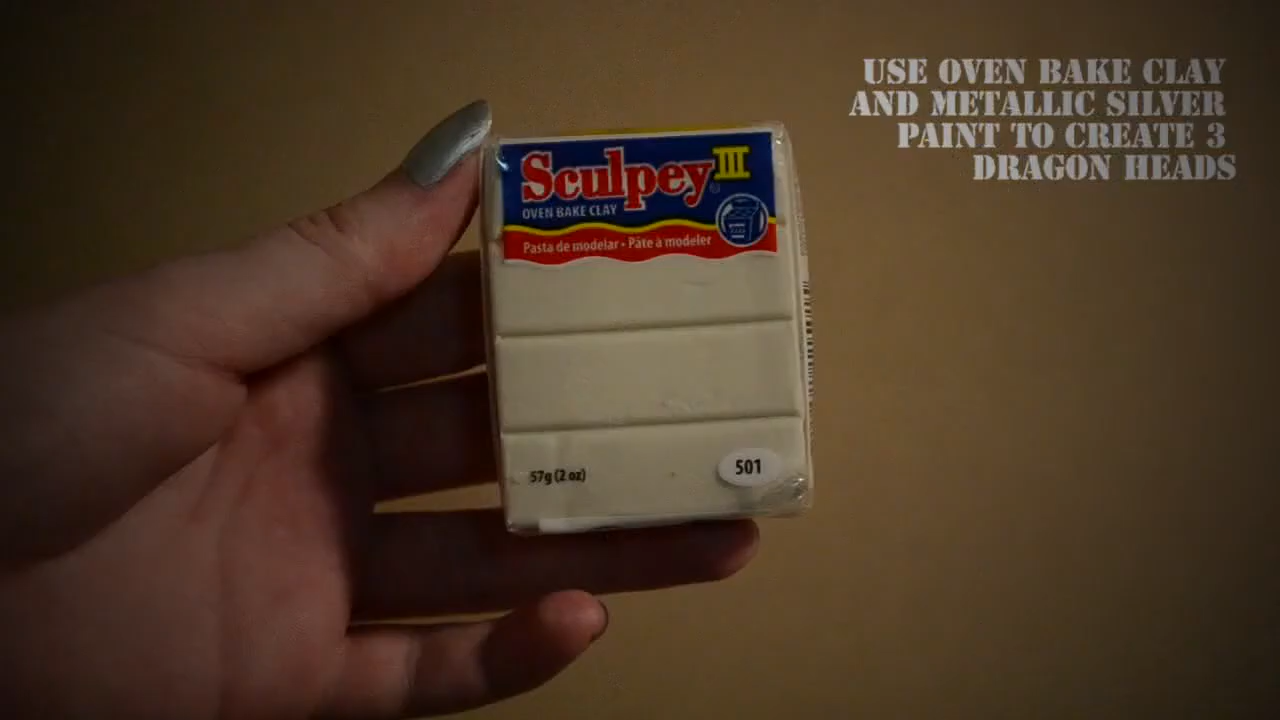 USE OVEN BAKE CLAY
AND METALLIC SILVER
PAINT TO CREATE 3
DRAGON HEADS
Sculpey III
OVEN BAKE CLAY
Pasta de modelar • Pâte à modeler
57g (2 oz)
501